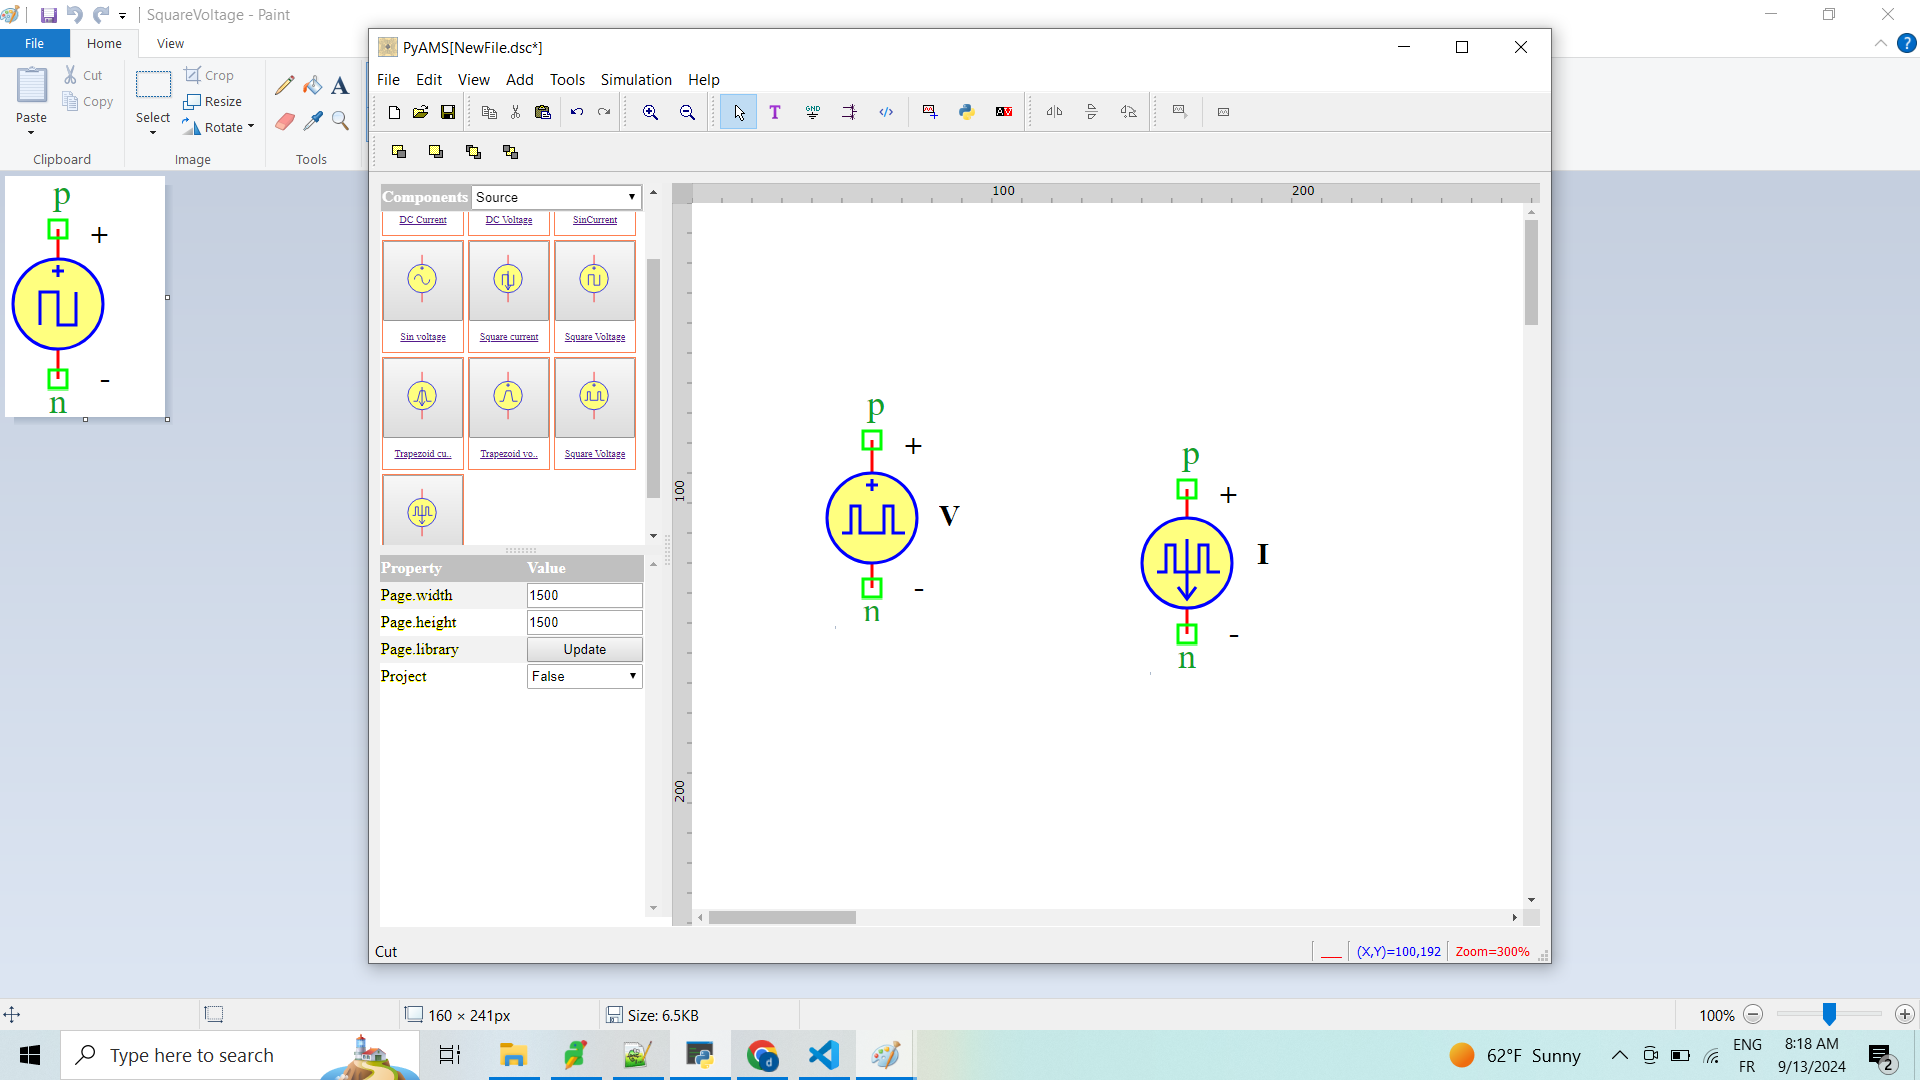 SquareVoltage - Paint
File Home View
Cut
Copy
Paste
Clipboard
Select
Crop
Resize
Rotate
Image
A
Tools
?
p
+
-
n
PyAMS[NewFile.dsc*]
File Edit View Add Tools Simulation Help
T GND </> AV
Components Source
DC Current DC Voltage SinCurrent
Sin voltage Square current Square Voltage
Trapezoid cu.. Trapezoid vo.. Square Voltage
Property Value
Page.width 1500
Page.height 1500
Page.library Update
Project False
100 200
100
200
p
+
V
-
n
p
+
I
-
n
Cut
(X,Y)=100,192 Zoom=300%
160 × 241px Size: 6.5KB 100%
Type here to search
62°F Sunny
ENG
FR
8:18 AM
9/13/2024
2